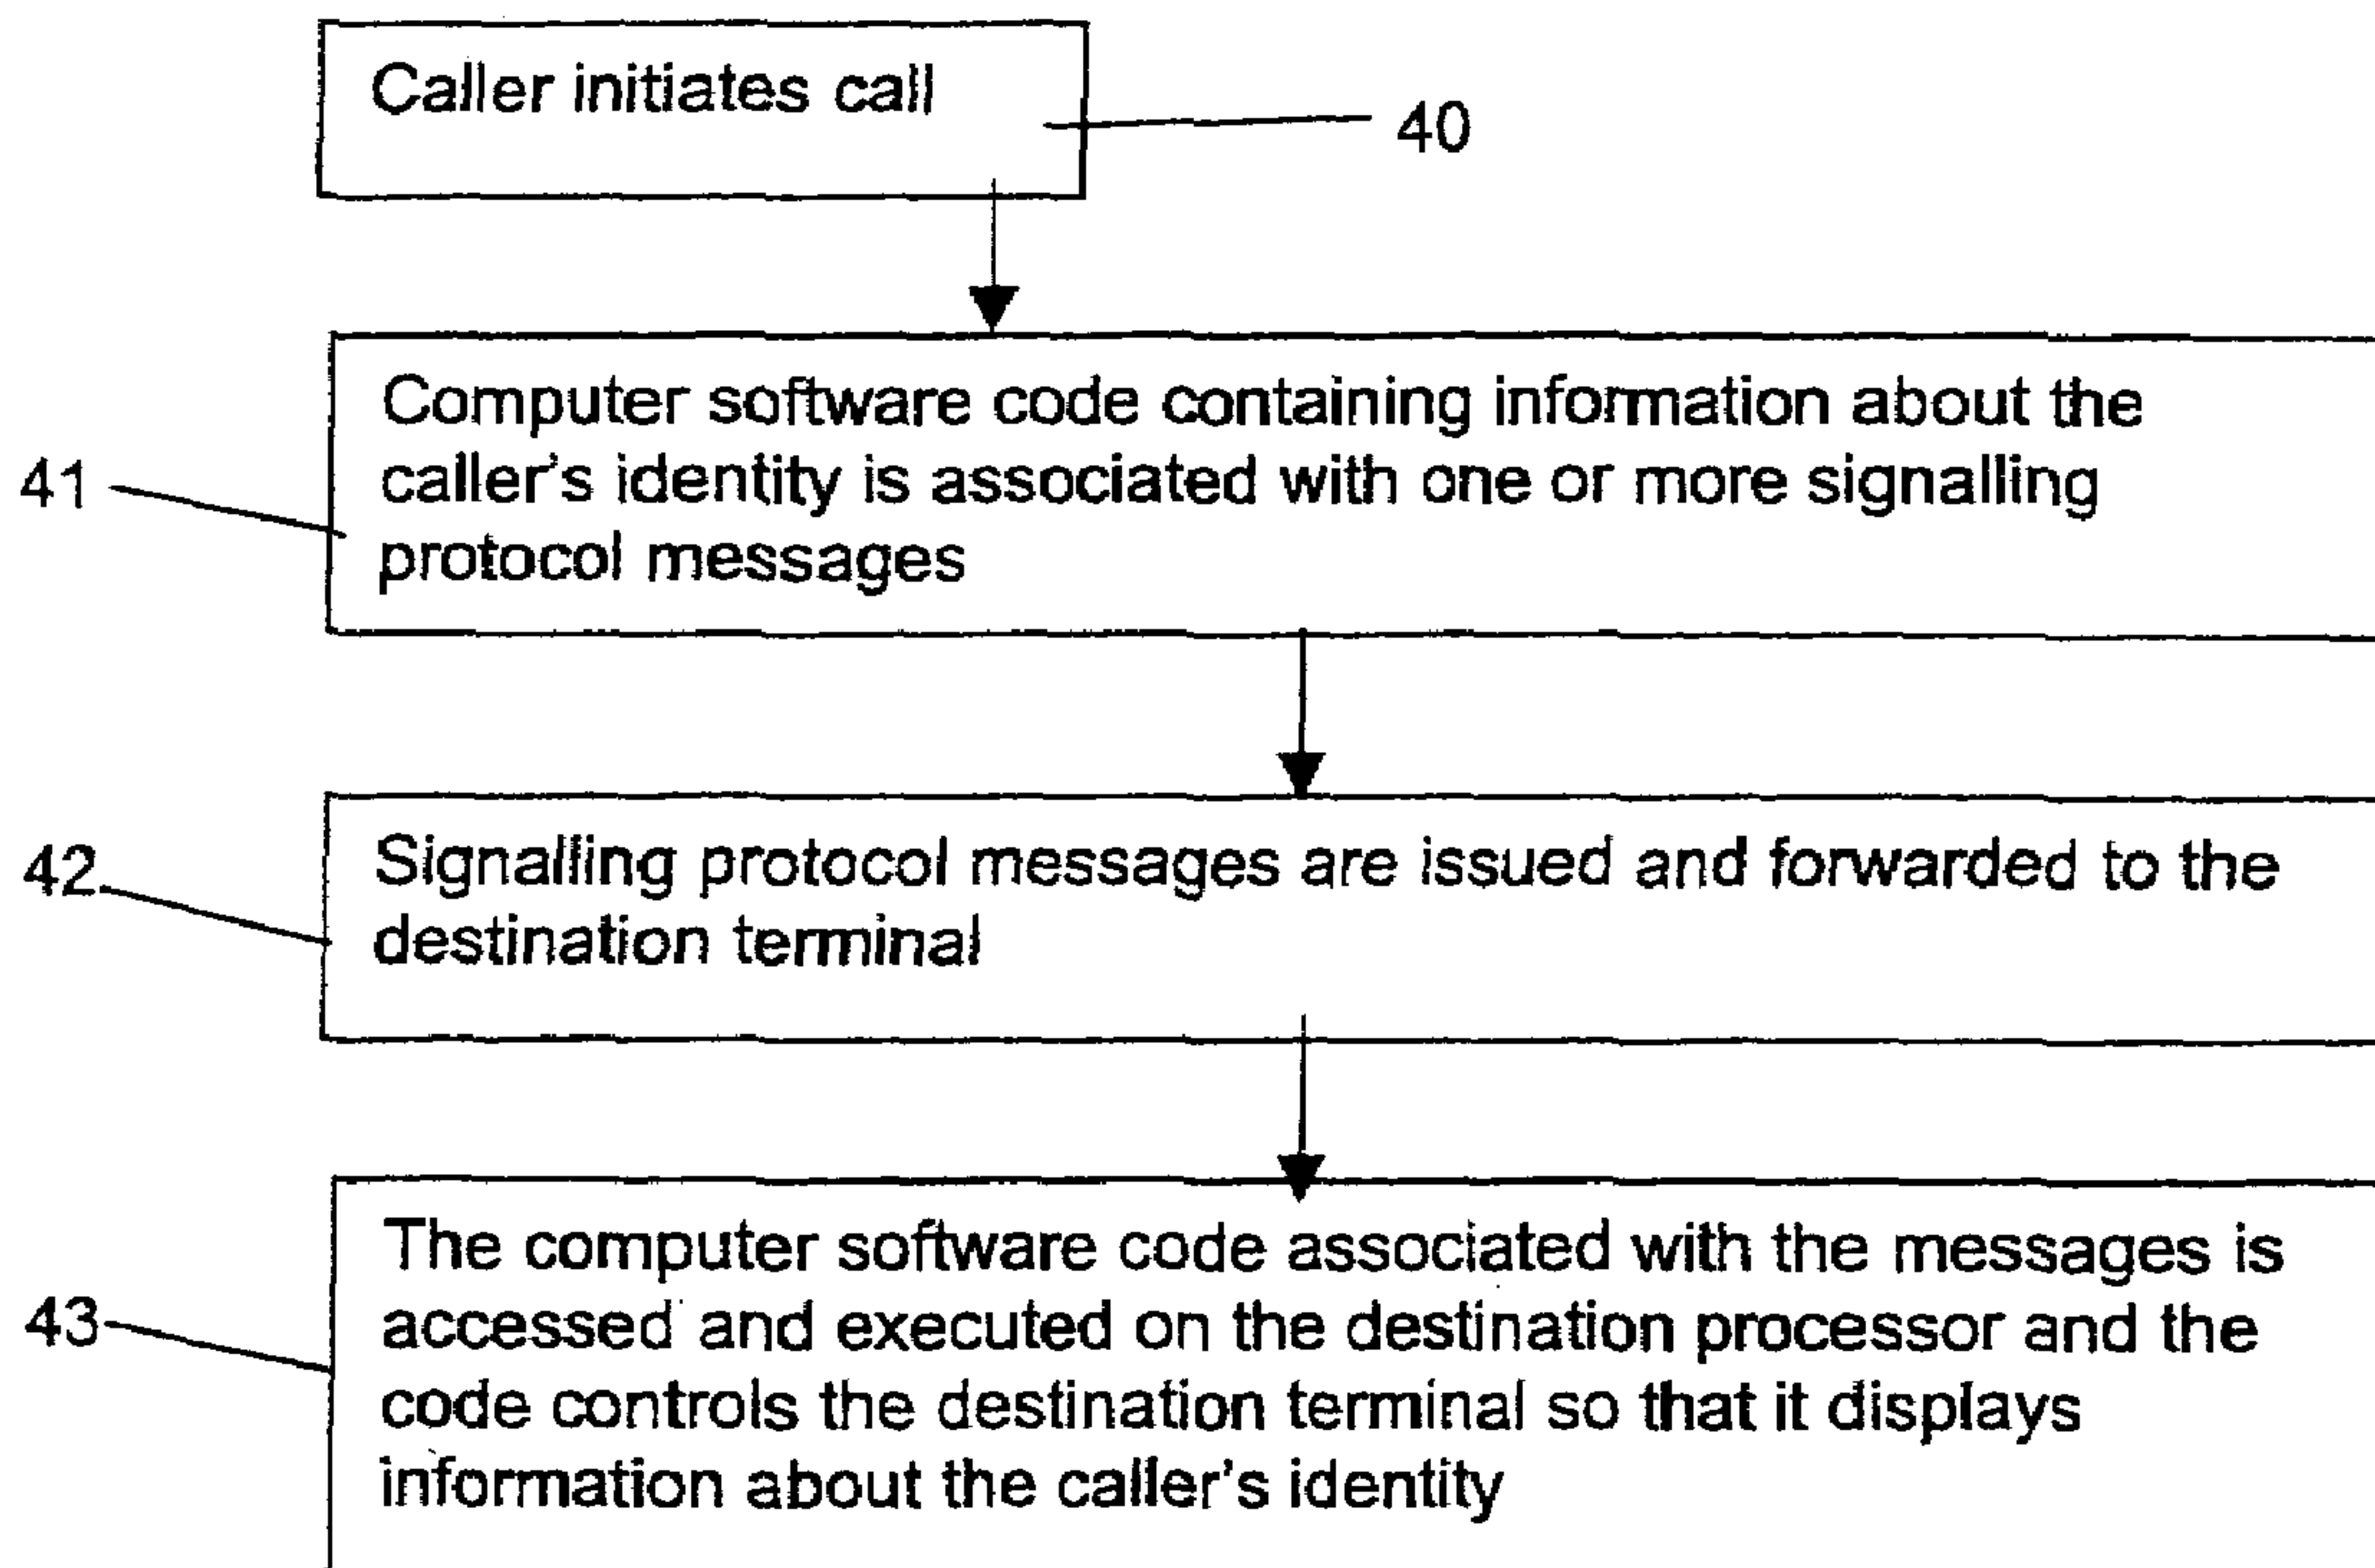 Caller initiates call
40
Computer software code containing information about the
caller's identity is associated with one or more signalling
protocol messages
41
Signalling protocol messages are issued and forwarded to the
destination terminal
42
The computer software code associated with the messages is
accessed and executed on the destination processor and the
code controls the destination terminal so that it displays
information about the caller's identity
43